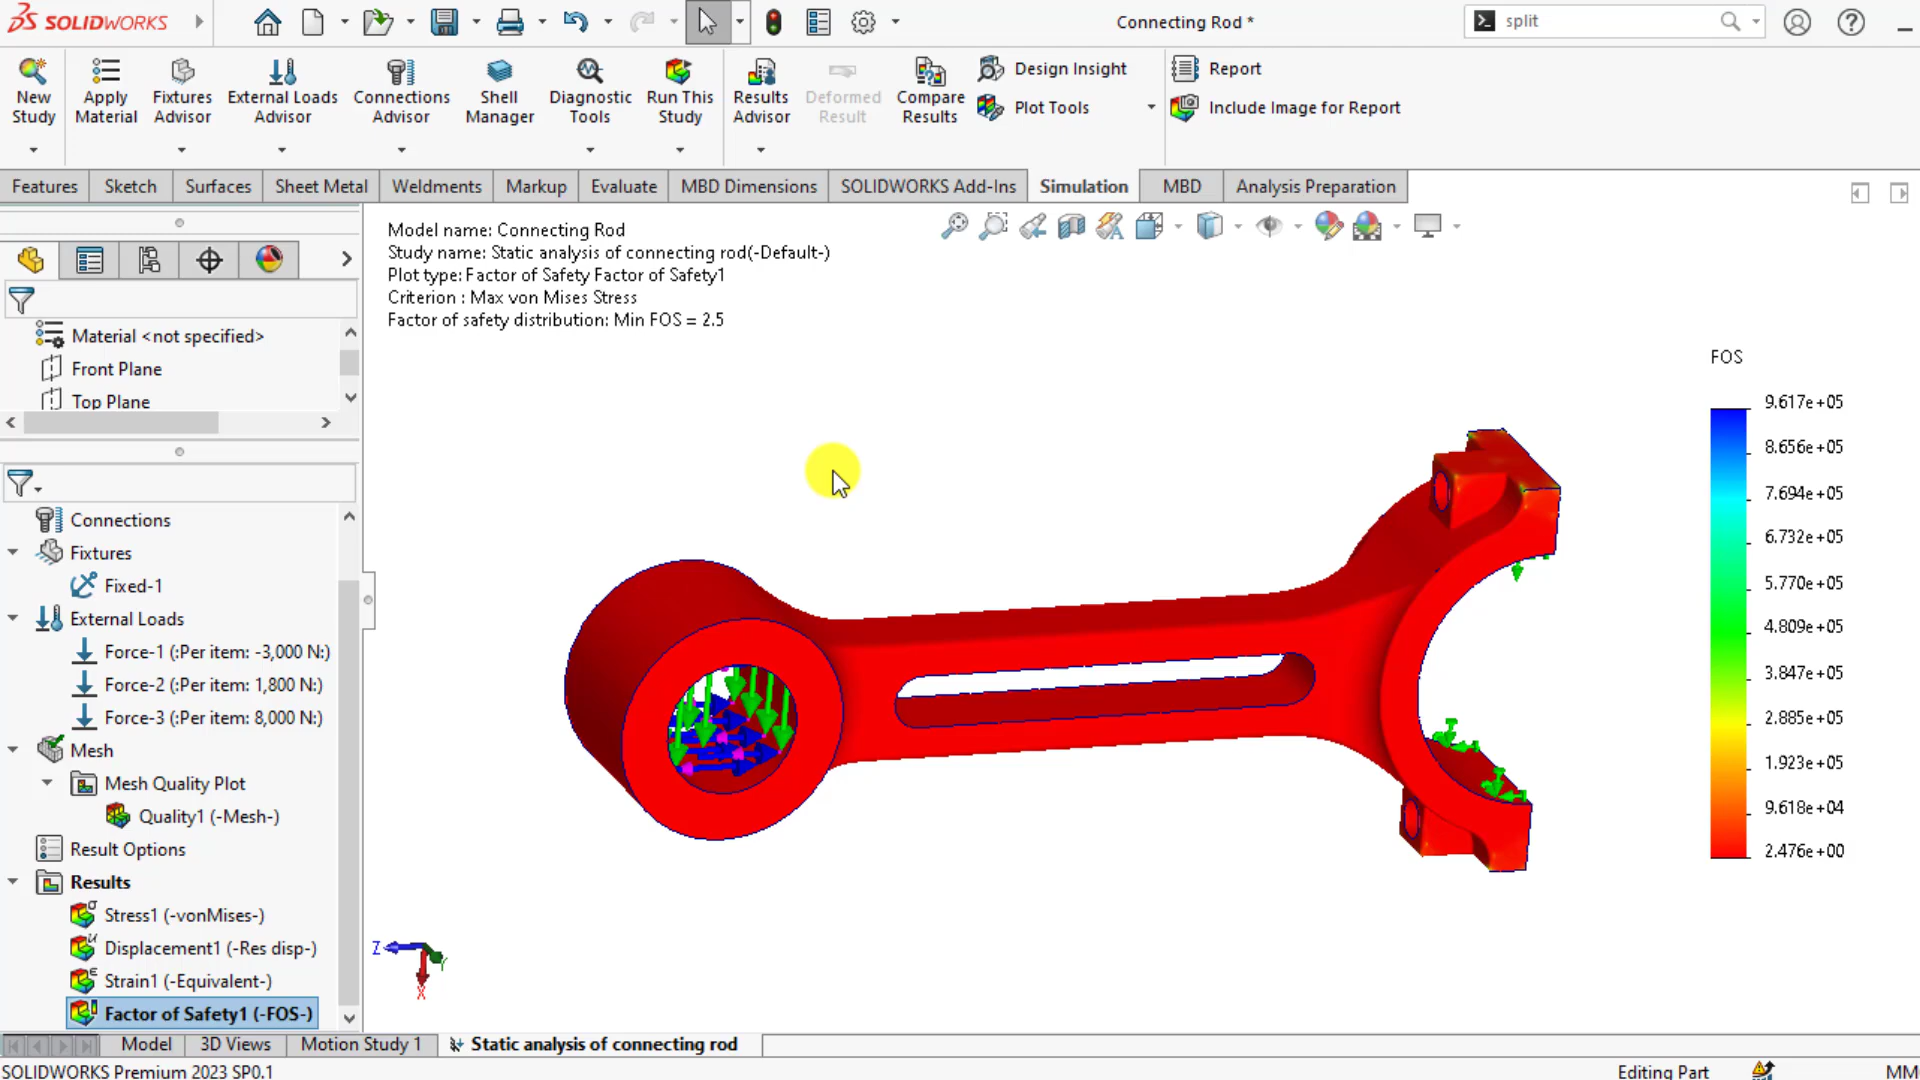 SOLIDWORKS
Connecting Rod *
split
New Study
Apply Material
Fixtures Advisor
External Loads Advisor
Connections Advisor
Shell Manager
Diagnostic Tools
Run This Study
Results Advisor
Deformed Result
Compare Results
Design Insight
Plot Tools
Report
Include Image for Report
Features
Sketch
Surfaces
Sheet Metal
Weldments
Markup
Evaluate
MBD Dimensions
SOLIDWORKS Add-Ins
Simulation
MBD
Analysis Preparation
Material <not specified>
Front Plane
Top Plane
Connections
Fixtures
Fixed-1
External Loads
Force-1 (:Per item: -3,000 N:)
Force-2 (:Per item: 1,800 N:)
Force-3 (:Per item: 8,000 N:)
Mesh
Mesh Quality Plot
Quality1 (-Mesh-)
Result Options
Results
Stress1 (-vonMises-)
Displacement1 (-Res disp-)
Strain1 (-Equivalent-)
Factor of Safety1 (-FOS-)
Model name: Connecting Rod
Study name: Static analysis of connecting rod(-Default-)
Plot type: Factor of Safety Factor of Safety1
Criterion : Max von Mises Stress
Factor of safety distribution: Min FOS = 2.5
FOS
9.617e+05
8.656e+05
7.694e+05
6.732e+05
5.770e+05
4.809e+05
3.847e+05
2.885e+05
1.923e+05
9.618e+04
2.476e+00
Z
Y
X
Model
3D Views
Motion Study 1
Static analysis of connecting rod
SOLIDWORKS Premium 2023 SP0.1
Editing Part
MM